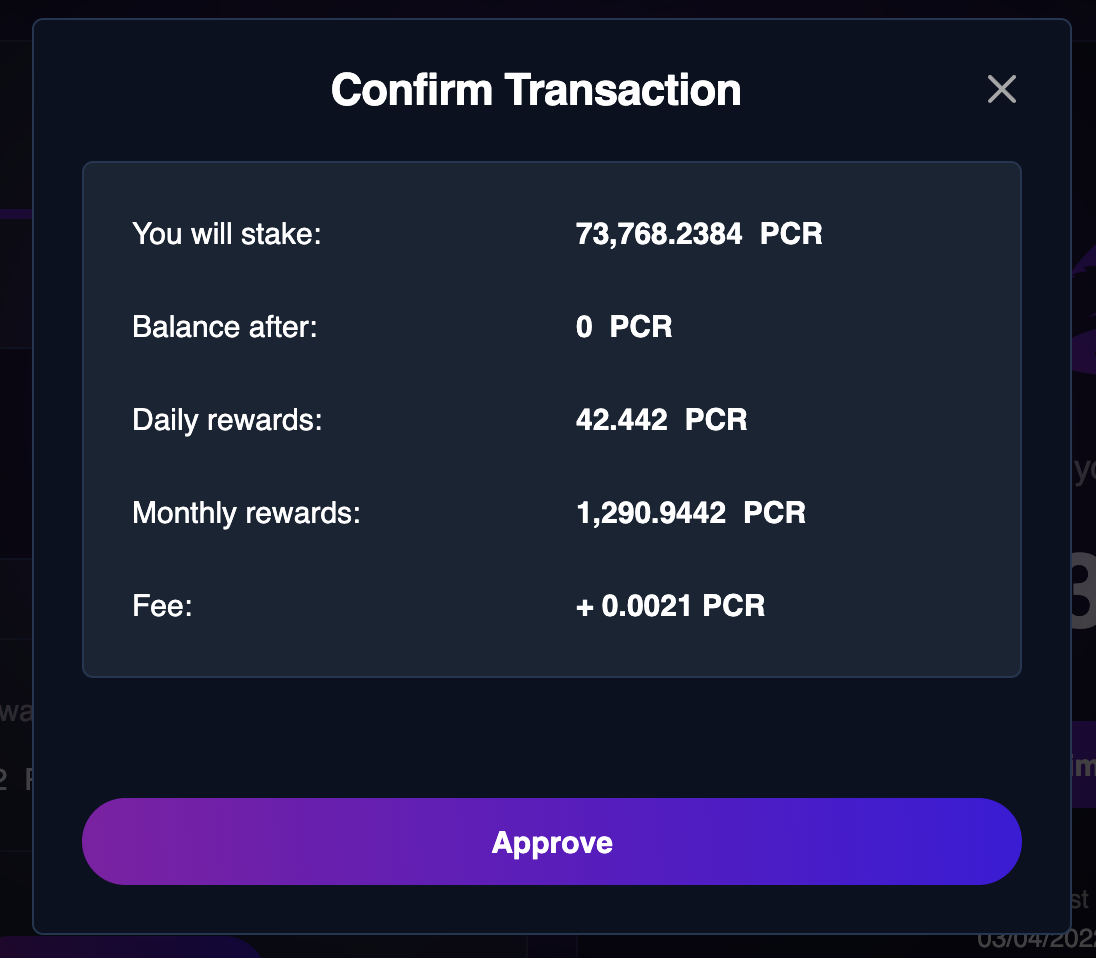 Confirm Transaction
You will stake: 73,768.2384 PCR
Balance after: 0 PCR
Daily rewards: 42.442 PCR
Monthly rewards: 1,290.9442 PCR
Fee: + 0.0021 PCR
Approve